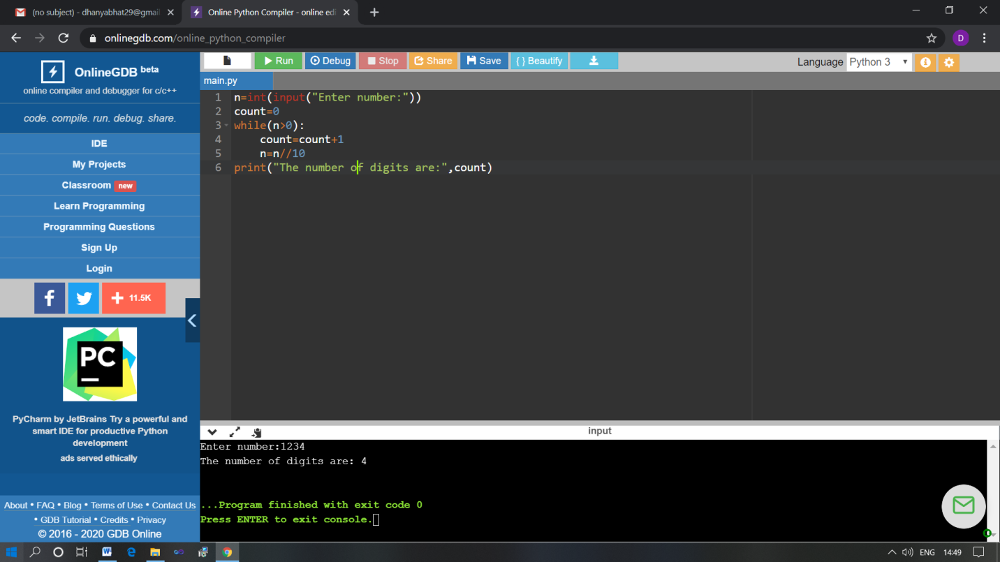 (no subject) - dhanyabhat29@gmail
Online Python Compiler - online edi
onlinegdb.com/online_python_compiler
D
OnlineGDB beta
online compiler and debugger for c/c++
code. compile. run. debug. share.
IDE
My Projects
Classroom new
Learn Programming
Programming Questions
Sign Up
Login
f
11.5K
PC
PyCharm by JetBrains Try a powerful and
smart IDE for productive Python
development
ads served ethically
About • FAQ • Blog • Terms of Use • Contact Us
• GDB Tutorial • Credits • Privacy
© 2016 - 2020 GDB Online
Run Debug Stop Share Save { } Beautify
Language Python 3
main.py
1 n=int(input("Enter number:"))
2 count=0
3 while(n>0):
4     count=count+1
5     n=n//10
6 print("The number of digits are:",count)
input
Enter number:1234
The number of digits are: 4
...Program finished with exit code 0
Press ENTER to exit console.
ENG 14:49